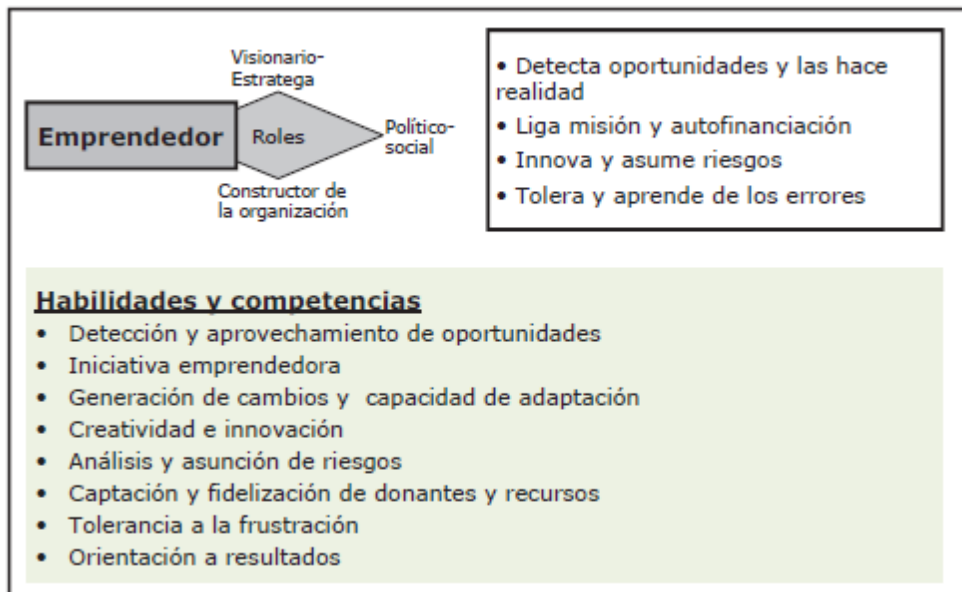 Visionario-
Estratega
Emprendedor
Roles
Político-
social
Constructor de
la organización
• Detecta oportunidades y las hace
realidad
• Liga misión y autofinanciación
• Innova y asume riesgos
• Tolera y aprende de los errores
Habilidades y competencias
• Detección y aprovechamiento de oportunidades
• Iniciativa emprendedora
• Generación de cambios y  capacidad de adaptación
• Creatividad e innovación
• Análisis y asunción de riesgos
• Captación y fidelización de donantes y recursos
• Tolerancia a la frustración
• Orientación a resultados